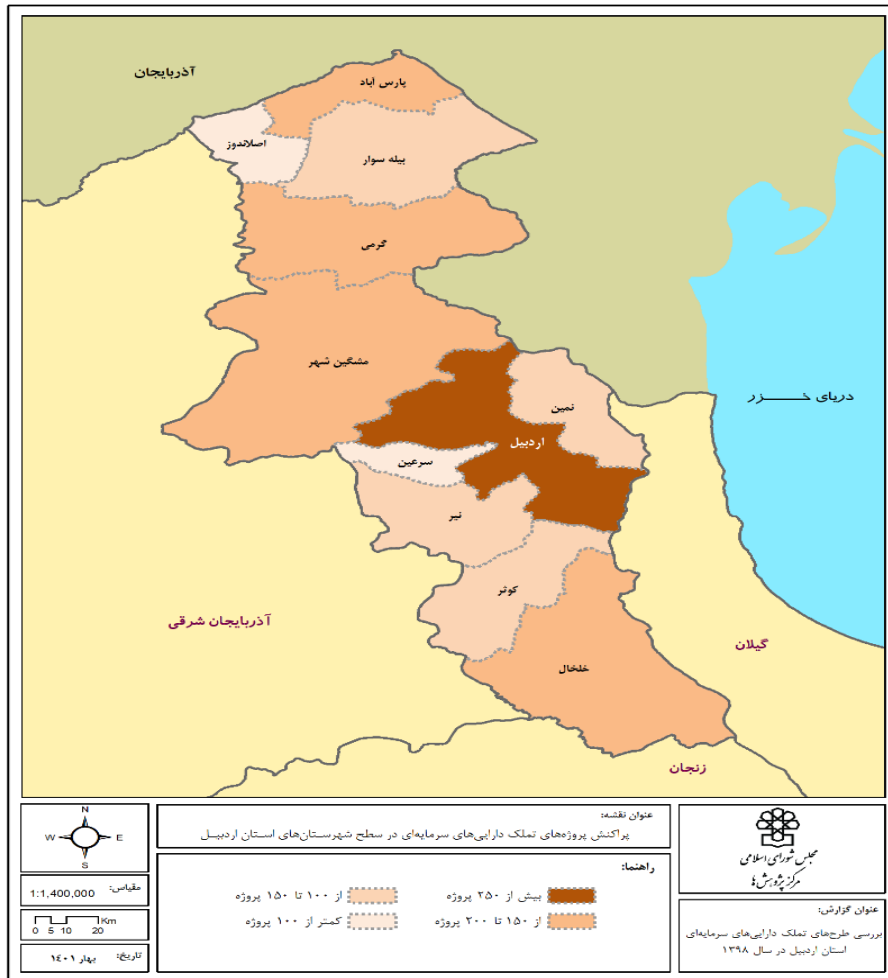 آذربایجان
پارس آباد
اصلاندوز
بیله سوار
گرمی
مشگین شهر
نمین
دریای خزر
اردبیل
سرعین
نیر
کوثر
آذربایجان شرقی
گیلان
خلخال
زنجان
N
W E
S
مقیاس:
1:1,400,000
Km
0 5 10 20
تاریخ: بهار ۱۴۰۱
عنوان نقشه:
پراکنش پروژه‌های تملک دارایی‌های سرمایه‌ای در سطح شهرستان‌های استان اردبیل
راهنما:
بیش از ۲۵۰ پروژه
از ۱۰۰ تا ۱۵۰ پروژه
از ۱۵۰ تا ۲۰۰ پروژه
کمتر از ۱۰۰ پروژه
مجلس شورای اسلامی
مرکز پژوهش‌ها
عنوان گزارش:
بررسی طرح‌های تملک دارایی‌های سرمایه‌ای
استان اردبیل در سال ۱۳۹۸